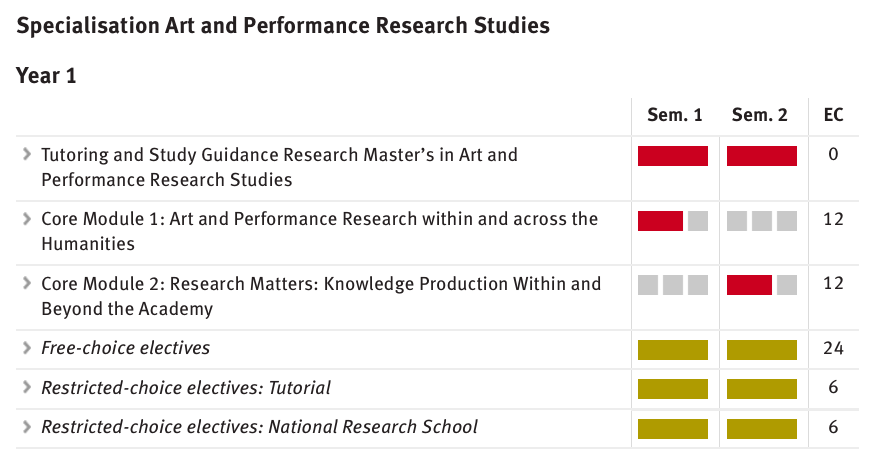 Specialisation Art and Performance Research Studies
Year 1
Sem. 1 Sem. 2 EC
Tutoring and Study Guidance Research Master's in Art and 0
Performance Research Studies
Core Module 1: Art and Performance Research within and across the 12
Humanities
Core Module 2: Research Matters: Knowledge Production Within and 12
Beyond the Academy
Free-choice electives 24
Restricted-choice electives: Tutorial 6
Restricted-choice electives: National Research School 6